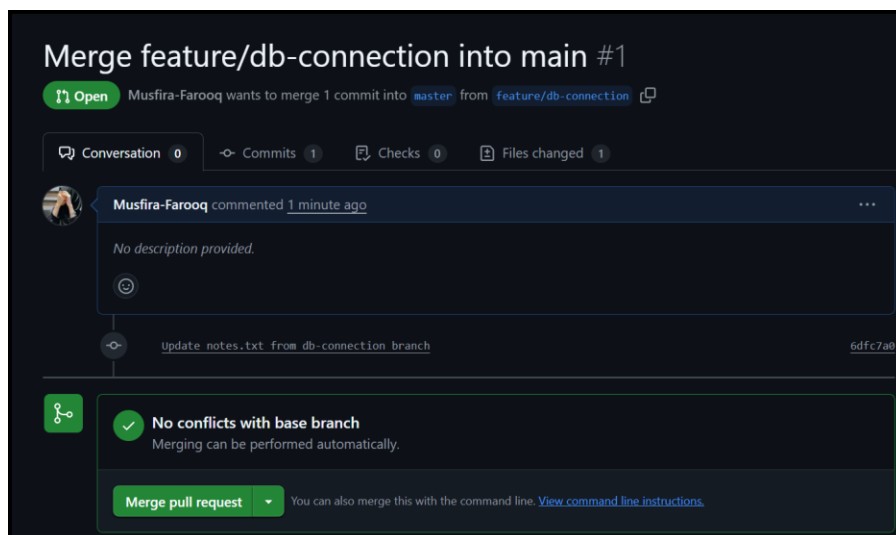 Merge feature/db-connection into main #1
Open Musfira-Farooq wants to merge 1 commit into master from feature/db-connection
Conversation 0 Commits 1 Checks 0 Files changed 1
Musfira-Farooq commented 1 minute ago ...
No description provided.
Update notes.txt from db-connection branch 6dfc7a0
No conflicts with base branch
Merging can be performed automatically.
Merge pull request You can also merge this with the command line. View command line instructions.